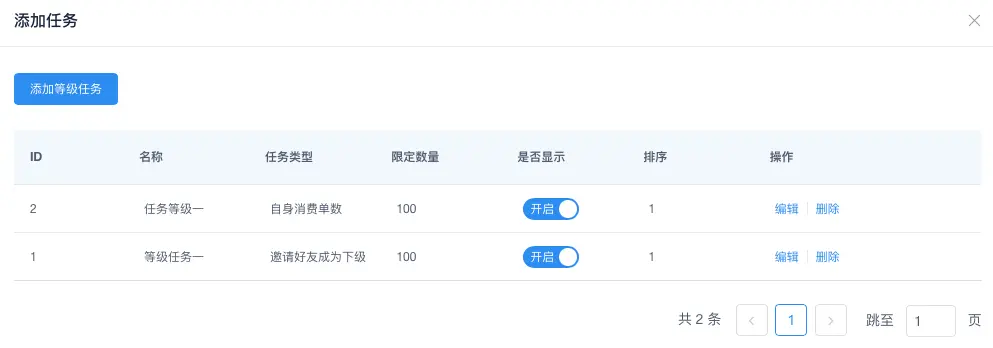 添加任务
添加等级任务
ID 名称 任务类型 限定数量 是否显示 排序 操作
2 任务等级一 自身消费单数 100 开启 1 编辑 删除
1 等级任务一 邀请好友成为下级 100 开启 1 编辑 删除
共 2 条 1 跳至 1 页